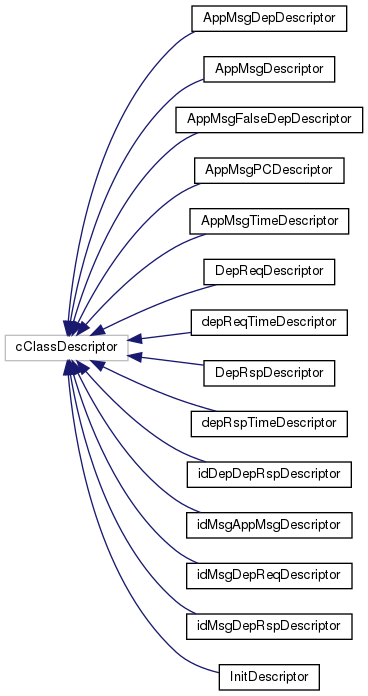 AppMsgDepDescriptor
AppMsgDescriptor
AppMsgFalseDepDescriptor
AppMsgPCDescriptor
AppMsgTimeDescriptor
DepReqDescriptor
depReqTimeDescriptor
cClassDescriptor
DepRspDescriptor
depRspTimeDescriptor
idDepDepRspDescriptor
idMsgAppMsgDescriptor
idMsgDepReqDescriptor
idMsgDepRspDescriptor
InitDescriptor